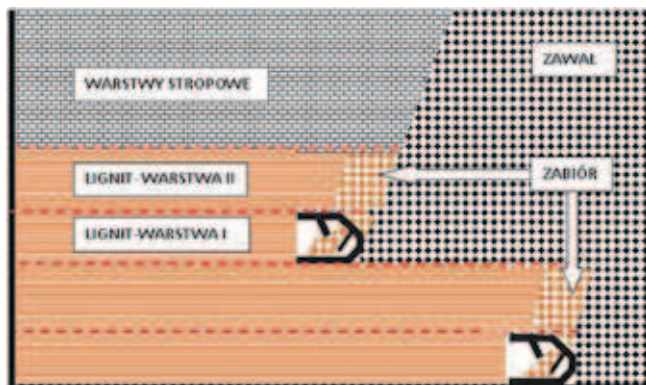 ZAWAŁ
WARSTWY STROPOWE
LIGNIT-WARSTWA II
ZABIÓR
LIGNIT-WARSTWA I